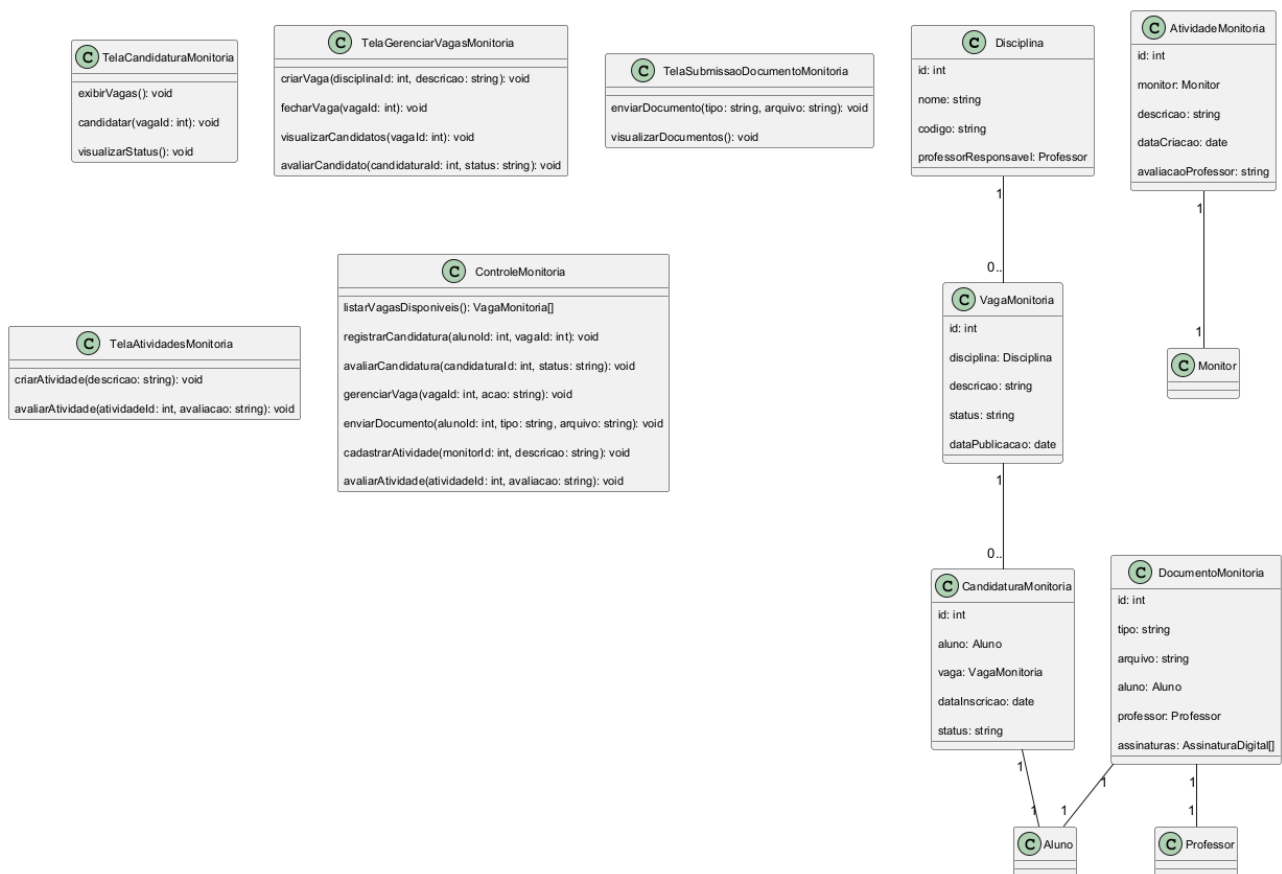 C TelaCandidaturaMonitoria
exibirVagas(): void
candidatar(vagaId: int): void
visualizarStatus(): void
C TelaGerenciarVagasMonitoria
criarVaga(disciplinaId: int, descricao: string): void
fecharVaga(vagaId: int): void
visualizarCandidatos(vagaId: int): void
avaliarCandidato(candidaturaId: int, status: string): void
C TelaSubmissaoDocumentoMonitoria
enviarDocumento(tipo: string, arquivo: string): void
visualizarDocumentos(): void
C Disciplina
id: int
nome: string
codigo: string
professorResponsavel: Professor
1
0..
C AtividadeMonitoria
id: int
monitor: Monitor
descricao: string
dataCriacao: date
avaliacaoProfessor: string
1
1
C TelaAtividadesMonitoria
criarAtividade(descricao: string): void
avaliarAtividade(atividadeId: int, avaliacao: string): void
C ControleMonitoria
listarVagasDisponiveis(): VagaMonitoria[]
registrarCandidatura(alunoId: int, vagaId: int): void
avaliarCandidatura(candidaturaId: int, status: string): void
gerenciarVaga(vagaId: int, acao: string): void
enviarDocumento(alunoId: int, tipo: string, arquivo: string): void
cadastrarAtividade(monitorId: int, descricao: string): void
avaliarAtividade(atividadeId: int, avaliacao: string): void
C VagaMonitoria
id: int
disciplina: Disciplina
descricao: string
status: string
dataPublicacao: date
1
0..
C Monitor
C CandidaturaMonitoria
id: int
aluno: Aluno
vaga: VagaMonitoria
dataInscricao: date
status: string
1
1
C DocumentoMonitoria
id: int
tipo: string
arquivo: string
aluno: Aluno
professor: Professor
assinaturas: AssinaturaDigital[]
1
1
1
1
C Aluno
C Professor